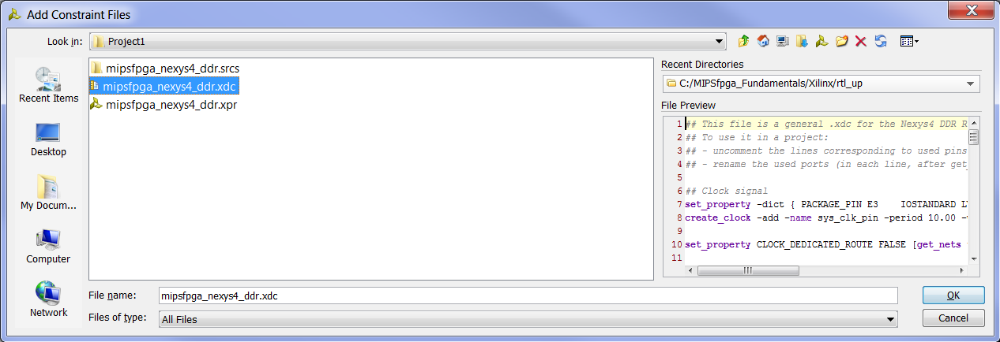 Add Constraint Files
Look in: Project1
Recent Items
Desktop
My Docum...
Computer
Network
mipsfpga_nexys4_ddr.srcs
mipsfpga_nexys4_ddr.xdc
mipsfpga_nexys4_ddr.xpr
Recent Directories
C:/MIPSfpga_Fundamentals/Xilinx/rtl_up
File Preview
1 ## This file is a general .xdc for the Nexys4 DDR R
2 ## To use it in a project:
3 ## - uncomment the lines corresponding to used pins
4 ## - rename the used ports (in each line, after get_
5
6 ## Clock signal
7 set_property -dict { PACKAGE_PIN E3 IOSTANDARD LV
8 create_clock -add -name sys_clk_pin -period 10.00 -
9
10 set_property CLOCK_DEDICATED_ROUTE FALSE [get_nets
11
File name: mipsfpga_nexys4_ddr.xdc
Files of type: All Files
OK
Cancel